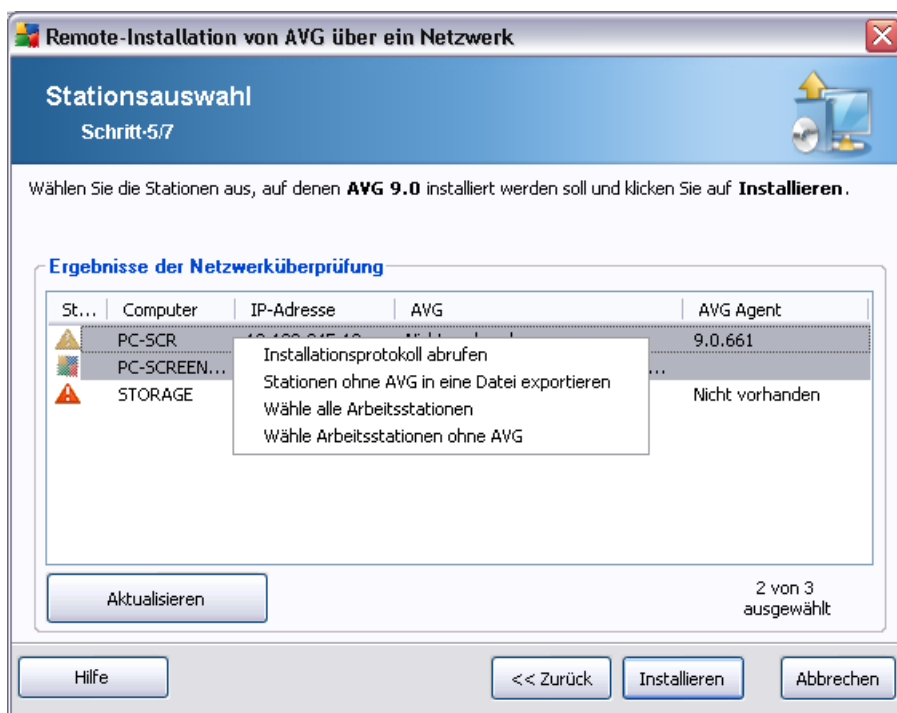 Remote-Installation von AVG über ein Netzwerk
Stationsauswahl
Schritt-5/7
Wählen Sie die Stationen aus, auf denen AVG 9.0 installiert werden soll und klicken Sie auf Installieren.
Ergebnisse der Netzwerküberprüfung
St... Computer IP-Adresse AVG AVG Agent
PC-SCR 9.0.661
PC-SCREEN... ...
STORAGE Nicht vorhanden
Installationsprotokoll abrufen
Stationen ohne AVG in eine Datei exportieren
Wähle alle Arbeitsstationen
Wähle Arbeitsstationen ohne AVG
Aktualisieren
2 von 3
ausgewählt
Hilfe
<< Zurück
Installieren
Abbrechen